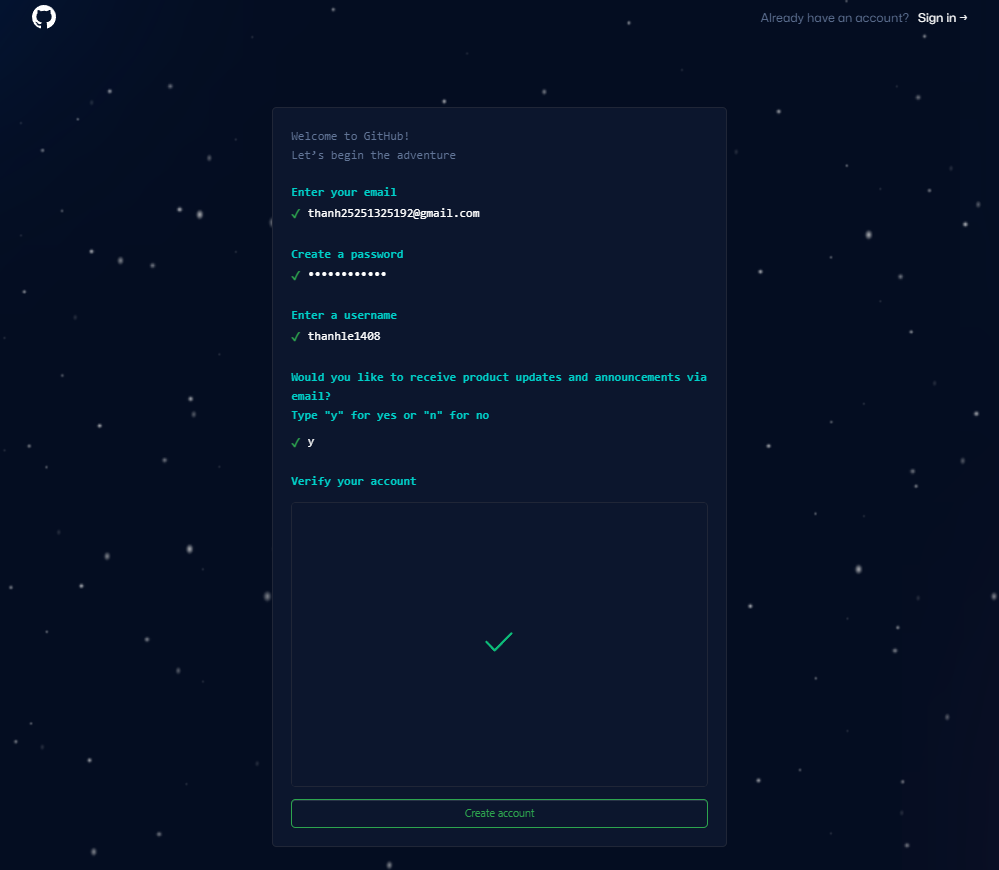 Already have an account? Sign in →
Welcome to GitHub!
Let’s begin the adventure
Enter your email
✓ thanh25251325192@gmail.com
Create a password
✓ ••••••••••••
Enter a username
✓ thanhle1408
Would you like to receive product updates and announcements via
email?
Type "y" for yes or "n" for no
✓ y
Verify your account
Create account